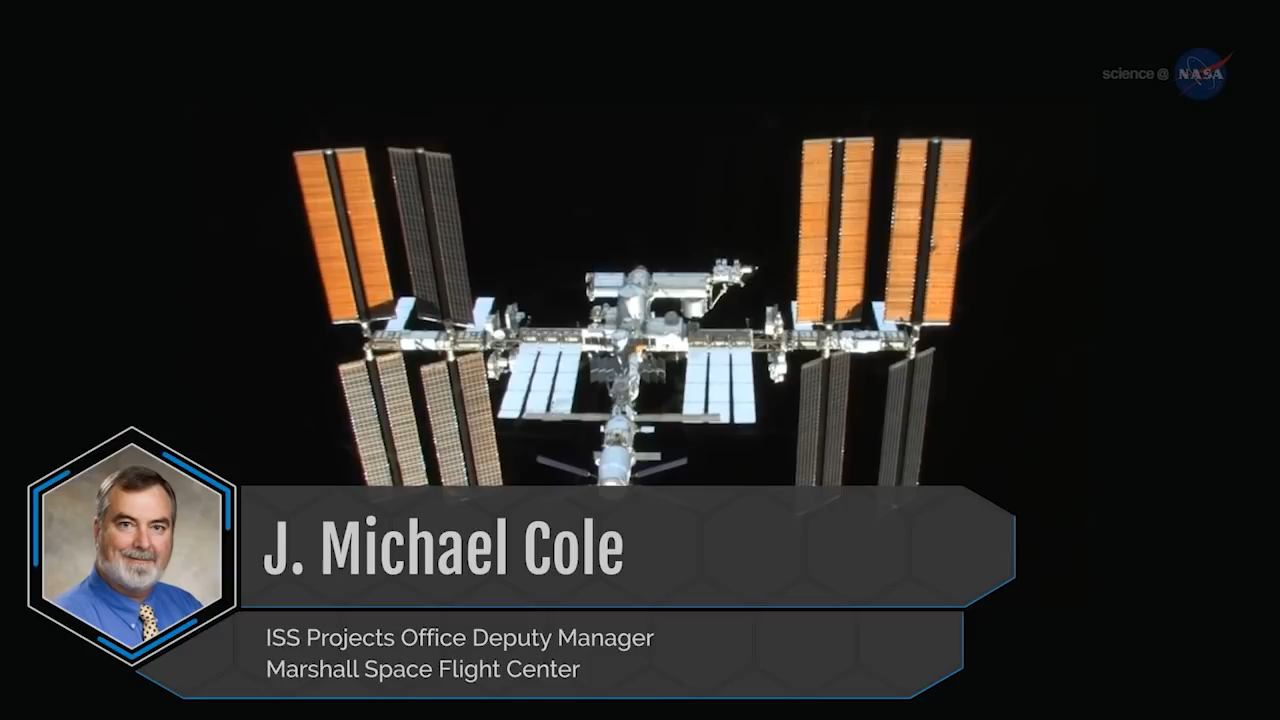 science@ NASA
J. Michael Cole
ISS Projects Office Deputy Manager
Marshall Space Flight Center